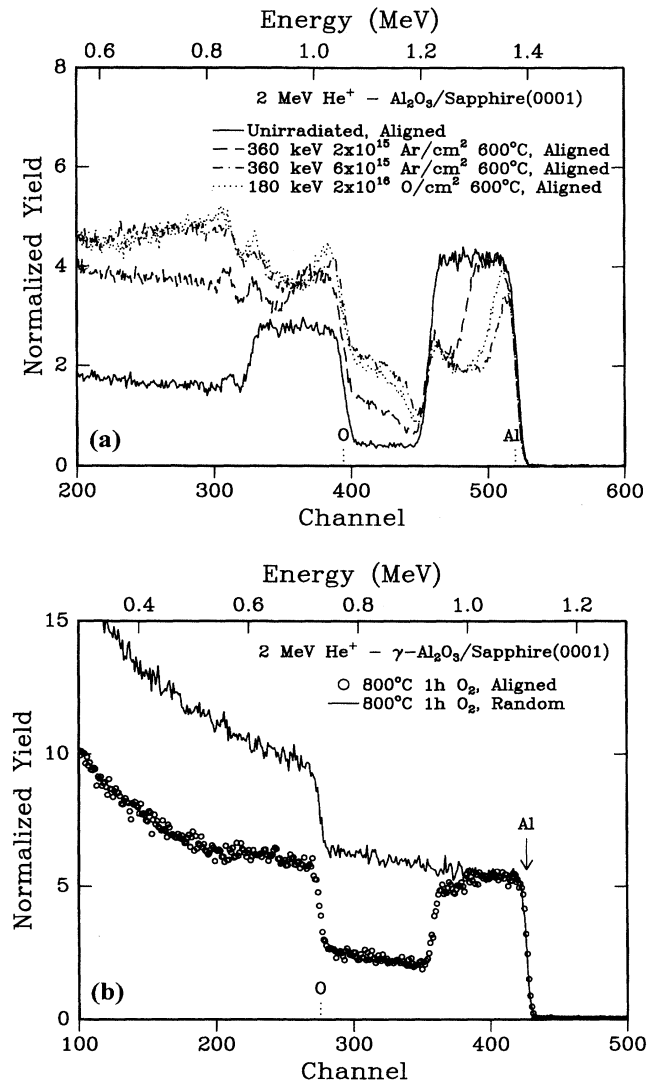 Energy (MeV)
0.6 0.8 1.0 1.2 1.4
8
6
4
2
0
Normalized Yield
2 MeV He⁺ – Al₂O₃/Sapphire(0001)
Unirradiated, Aligned
360 keV 2x10¹⁵ Ar/cm² 600°C, Aligned
360 keV 6x10¹⁵ Ar/cm² 600°C, Aligned
180 keV 2x10¹⁶ O/cm² 600°C, Aligned
(a)
O
Al
200 300 400 500 600
Channel
Energy (MeV)
0.4 0.6 0.8 1.0 1.2
15
10
5
0
Normalized Yield
2 MeV He⁺ – γ–Al₂O₃/Sapphire(0001)
800°C 1h O₂, Aligned
800°C 1h O₂, Random
Al
(b)
O
100 200 300 400 500
Channel